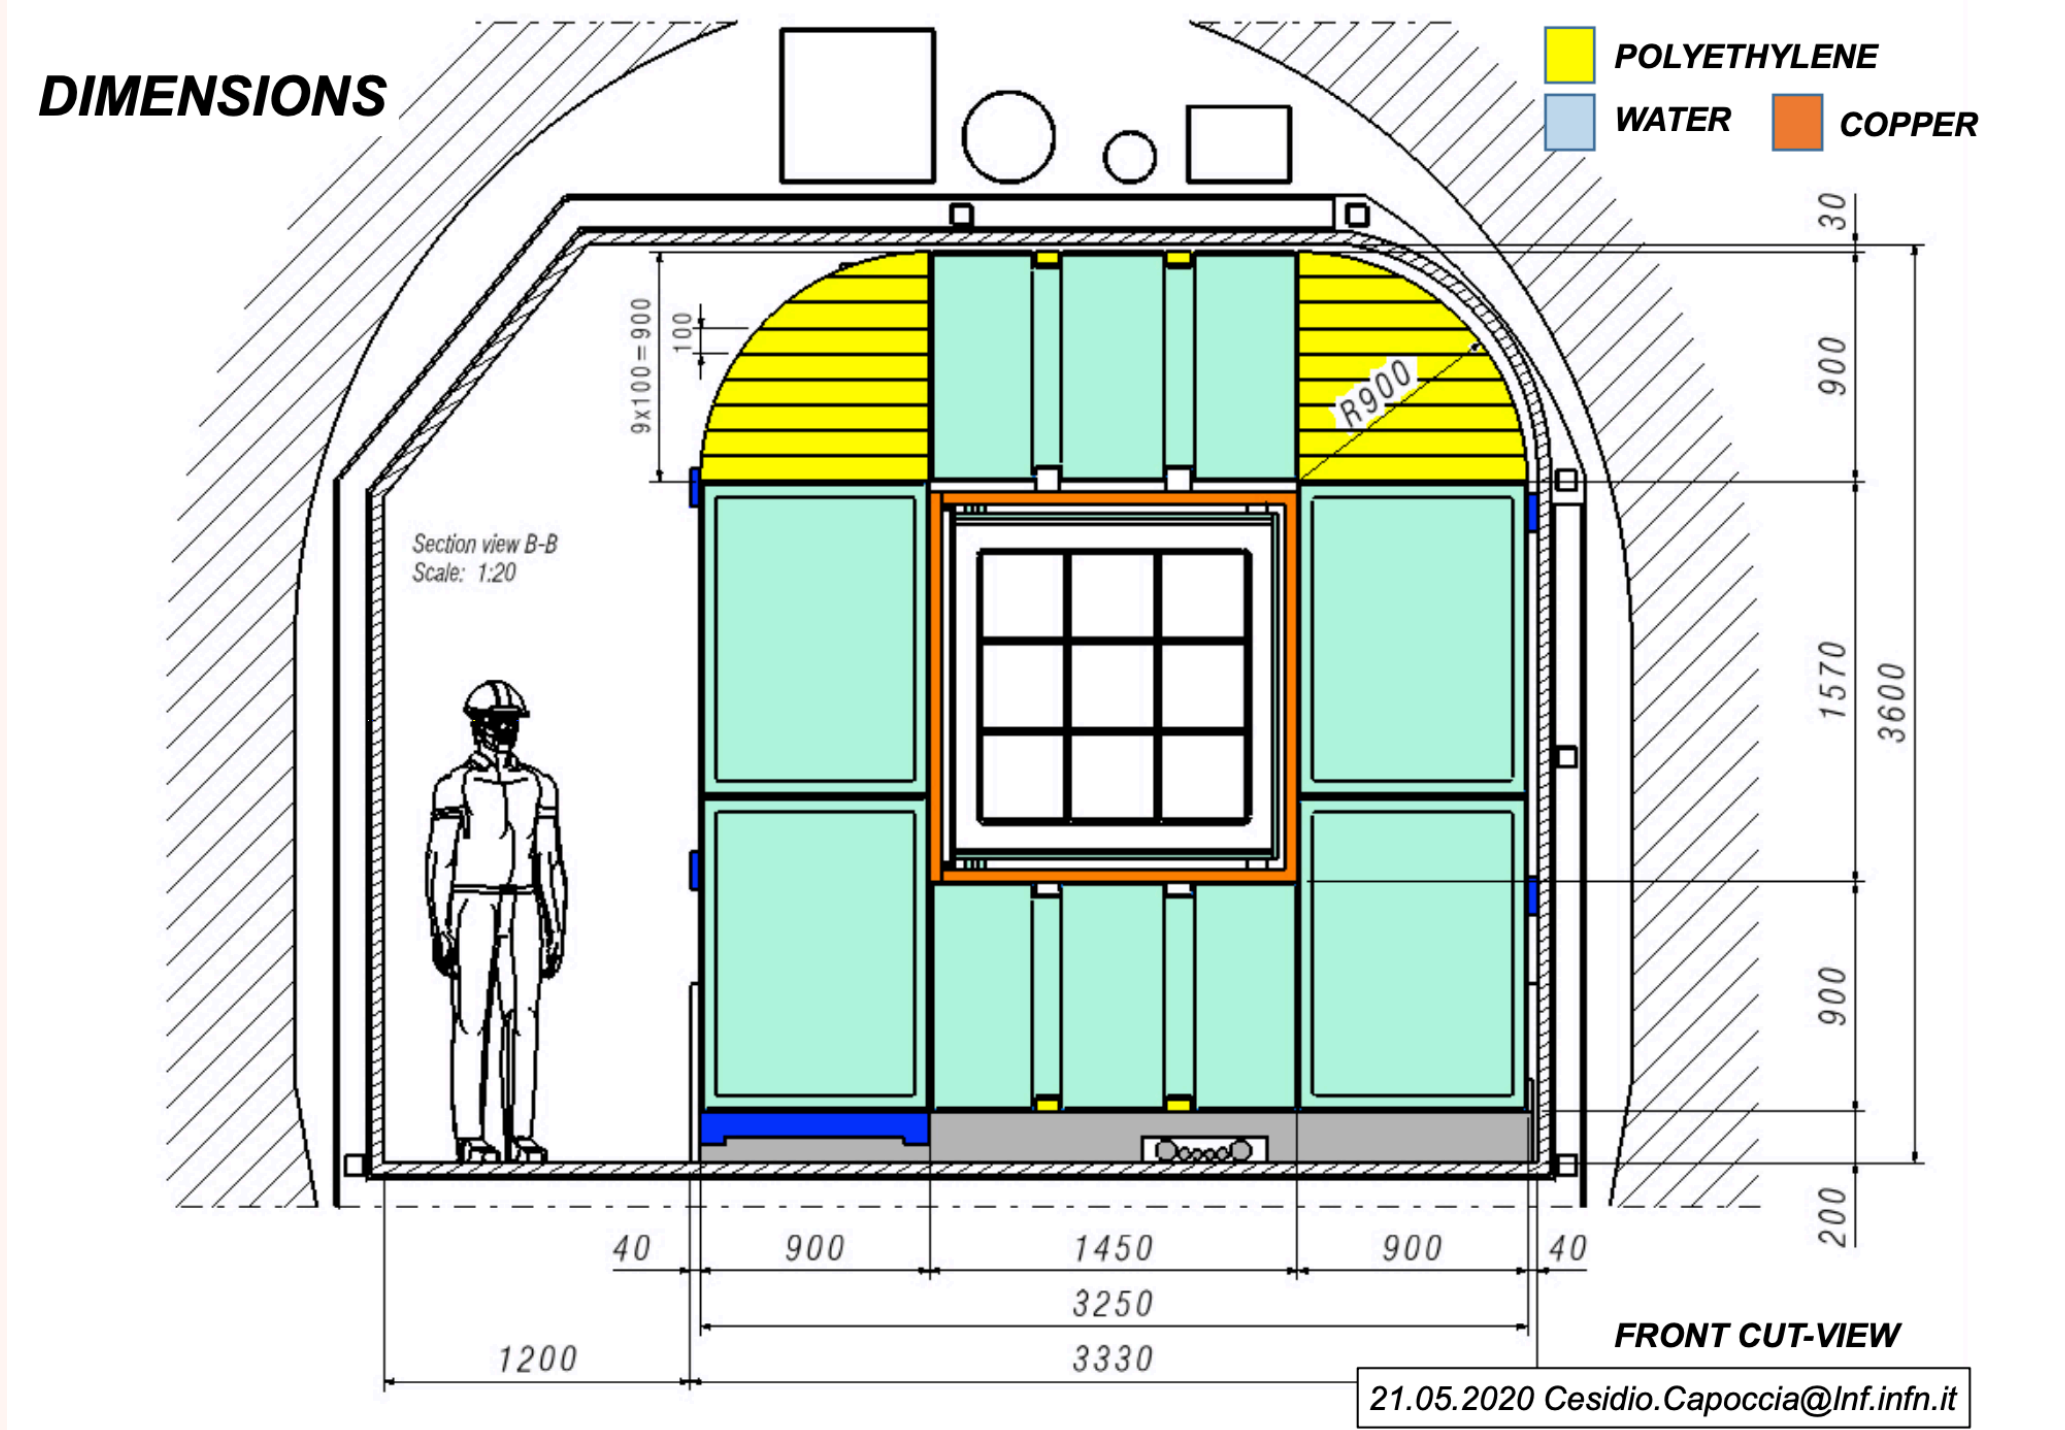 DIMENSIONS
POLYETHYLENE
WATER
COPPER
30
900
1570
3600
900
200
9x100=900
100
R900
Section view B-B
Scale: 1:20
40
900
1450
900
40
3250
1200
3330
FRONT CUT-VIEW
21.05.2020 Cesidio.Capoccia@lnf.infn.it